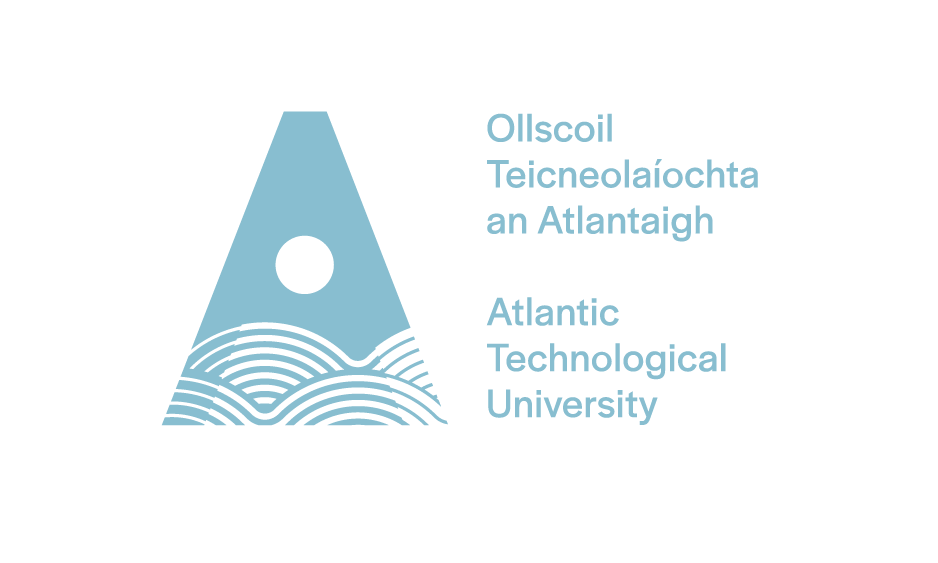 Ollscoil
Teicneolaíochta
an Atlantaigh
Atlantic
Technological
University